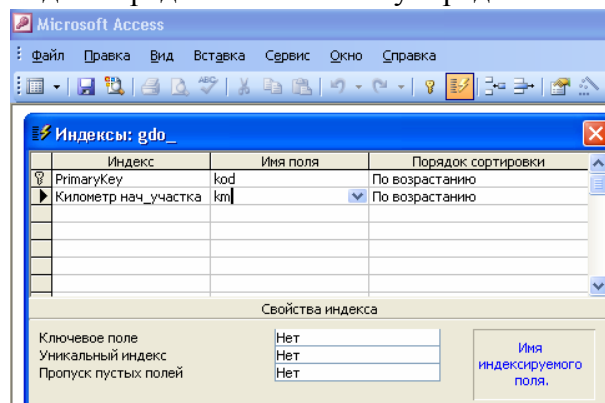 Microsoft Access
Файл Правка Вид Вставка Сервис Окно Справка
Индексы: gdo_
Индекс Имя поля Порядок сортировки
PrimaryKey kod По возрастанию
Километр нач_участка km По возрастанию
Свойства индекса
Ключевое поле Нет
Уникальный индекс Нет
Пропуск пустых полей Нет
Имя
индексируемого
поля.